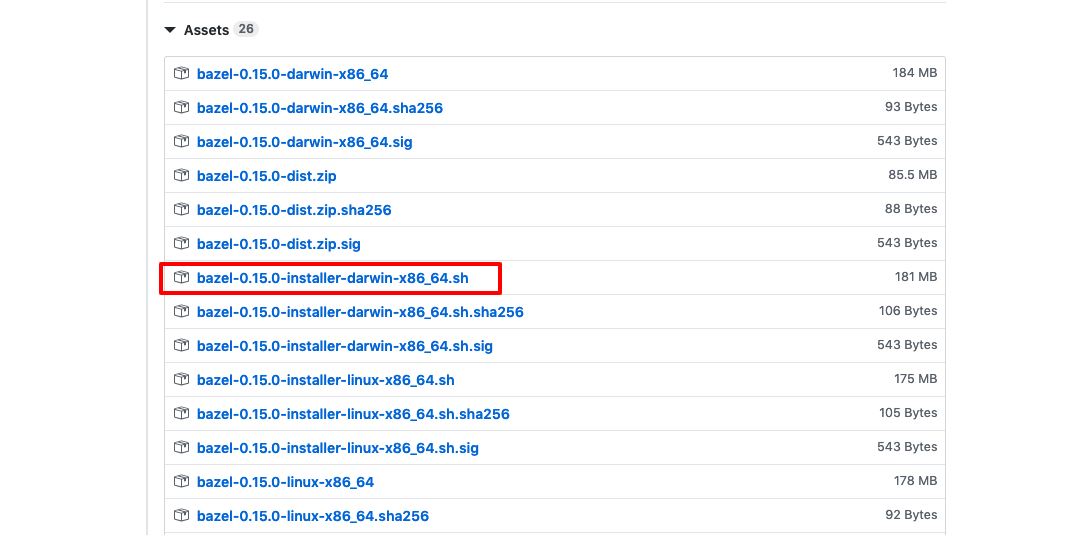 Assets 26
bazel-0.15.0-darwin-x86_64 184 MB
bazel-0.15.0-darwin-x86_64.sha256 93 Bytes
bazel-0.15.0-darwin-x86_64.sig 543 Bytes
bazel-0.15.0-dist.zip 85.5 MB
bazel-0.15.0-dist.zip.sha256 88 Bytes
bazel-0.15.0-dist.zip.sig 543 Bytes
bazel-0.15.0-installer-darwin-x86_64.sh 181 MB
bazel-0.15.0-installer-darwin-x86_64.sh.sha256 106 Bytes
bazel-0.15.0-installer-darwin-x86_64.sh.sig 543 Bytes
bazel-0.15.0-installer-linux-x86_64.sh 175 MB
bazel-0.15.0-installer-linux-x86_64.sh.sha256 105 Bytes
bazel-0.15.0-installer-linux-x86_64.sh.sig 543 Bytes
bazel-0.15.0-linux-x86_64 178 MB
bazel-0.15.0-linux-x86_64.sha256 92 Bytes